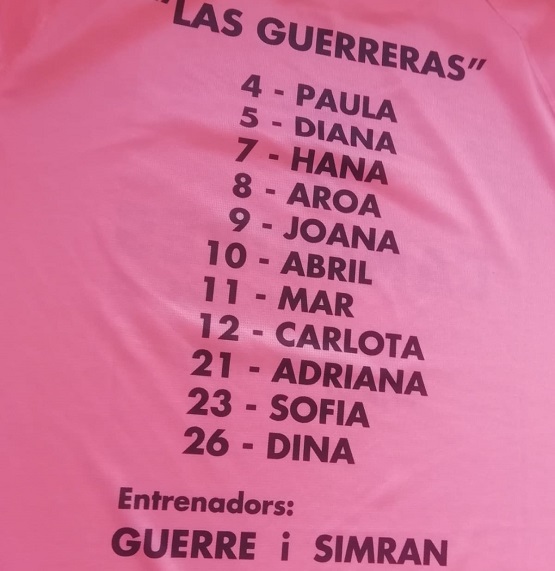 "LAS GUERRERAS"
4 - PAULA
5 - DIANA
7 - HANA
8 - AROA
9 - JOANA
10 - ABRIL
11 - MAR
12 - CARLOTA
21 - ADRIANA
23 - SOFIA
26 - DINA
Entrenadors:
GUERRE i SIMRAN